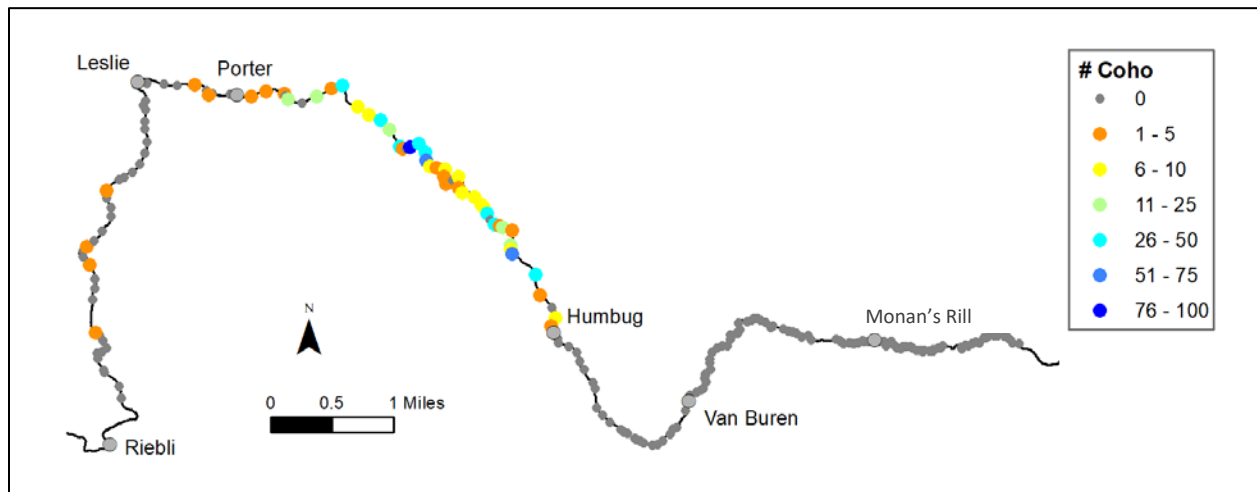 Leslie
Porter
# Coho
0
1 - 5
6 - 10
11 - 25
26 - 50
51 - 75
76 - 100
N
Humbug
Monan's Rill
0 0.5 1 Miles
Van Buren
Riebli